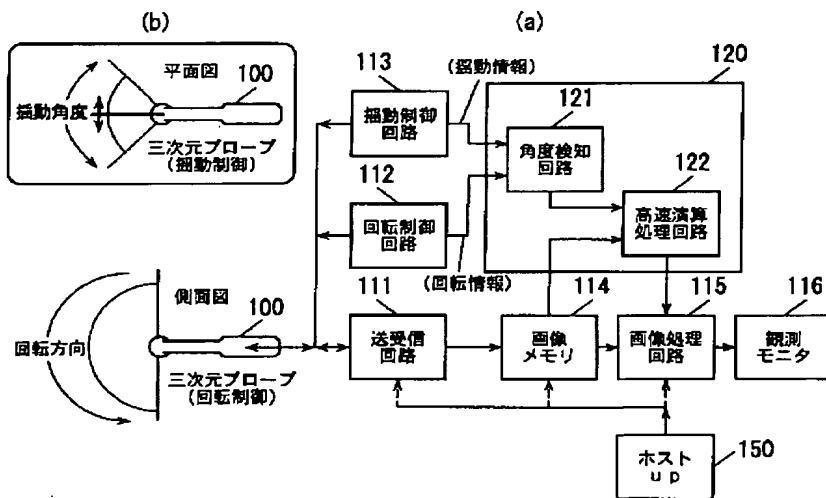 (b)
(a)
平面図
100
揺動角度
三次元プローブ
(揺動制御)
113
揺動制御
回路
(揺動情報)
120
121
角度検知
回路
122
高速演算
処理回路
112
回転制御
回路
(回転情報)
側面図
100
回転方向
三次元プローブ
(回転制御)
111
送受信
回路
114
画像
メモリ
115
画像処理
回路
116
観測
モニタ
ホスト
up
150